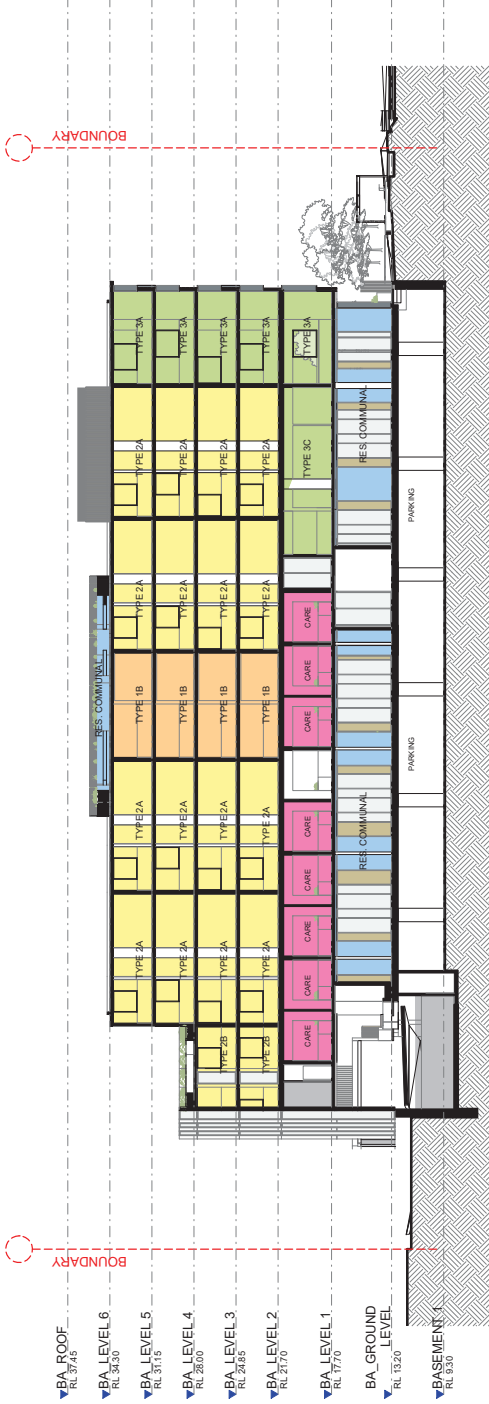 BA_ROOF
RL 37.45
BOUNDARY
BOUNDARY
BA_LEVEL 6
RL 34.30
RES. COMMUNAL
BA_LEVEL 5
RL 31.15
TYPE 2A
TYPE 2A
TYPE 1B
TYPE 2A
TYPE 2A
TYPE 3A
BA_LEVEL 4
RL 28.00
TYPE 2A
TYPE 2A
TYPE 1B
TYPE 2A
TYPE 2A
TYPE 3A
BA_LEVEL 3
RL 24.85
TYPE 2B
TYPE 2A
TYPE 2A
TYPE 1B
TYPE 2A
TYPE 2A
TYPE 3A
BA_LEVEL 2
RL 21.70
TYPE 2B
TYPE 2A
TYPE 2A
TYPE 1B
TYPE 2A
TYPE 2A
TYPE 3A
BA_LEVEL 1
RL 17.70
CARE
CARE
CARE
CARE
CARE
CARE
CARE
CARE
TYPE 3C
TYPE 3A
BA_GROUND
LEVEL
RL 13.20
RES. COMMUNAL
RES. COMMUNAL
BASEMENT 1
RL 9.30
PARKING
PARKING